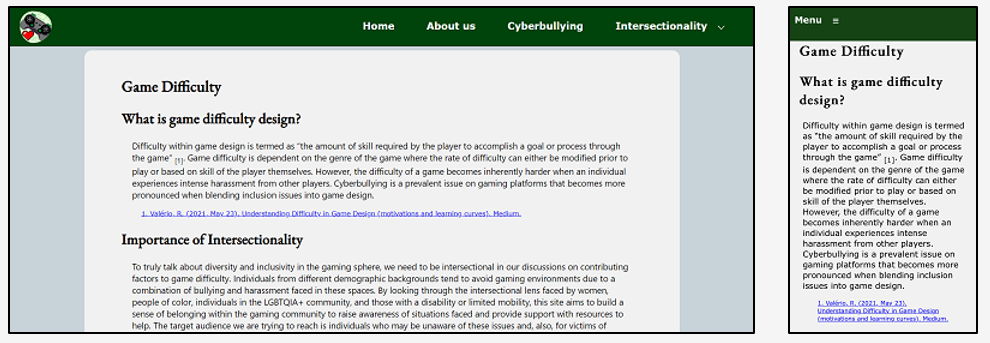 Home About us Cyberbullying Intersectionality
Game Difficulty
What is game difficulty design?
Difficulty within game design is termed as “the amount of skill required by the player to accomplish a goal or process through
the game” [1]. Game difficulty is dependent on the genre of the game where the rate of difficulty can either be modified prior to
play or based on skill of the player themselves. However, the difficulty of a game becomes inherently harder when an individual
experiences intense harassment from other players. Cyberbullying is a prevalent issue on gaming platforms that becomes more
pronounced when blending inclusion issues into game design.
1. Valério, R. (2021, May 23). Understanding Difficulty in Game Design (motivations and learning curves). Medium.
Importance of Intersectionality
To truly talk about diversity and inclusivity in the gaming sphere, we need to be intersectional in our discussions on contributing
factors to game difficulty. Individuals from different demographic backgrounds tend to avoid gaming environments due to a
combination of bullying and harassment faced in these spaces. By looking through the intersectional lens faced by women,
people of color, individuals in the LGBTQIA+ community, and those with a disability or limited mobility, this site aims to build a
sense of belonging within the gaming community to raise awareness of situations faced and provide support with resources to
help. The target audience we are trying to reach is individuals who may be unaware of these issues and, also, for victims of
Menu ≡
Game Difficulty
What is game difficulty
design?
Difficulty within game design is termed
as “the amount of skill required by the
player to accomplish a goal or process
through the game” [1]. Game difficulty
is dependent on the genre of the game
where the rate of difficulty can either
be modified prior to play or based on
skill of the player themselves.
However, the difficulty of a game
becomes inherently harder when an
individual experiences intense
harassment from other players.
Cyberbullying is a prevalent issue on
gaming platforms that becomes more
pronounced when blending inclusion
issues into game design.
1. Valério, R. (2021, May 23).
Understanding Difficulty in Game Design
(motivations and learning curves). Medium.